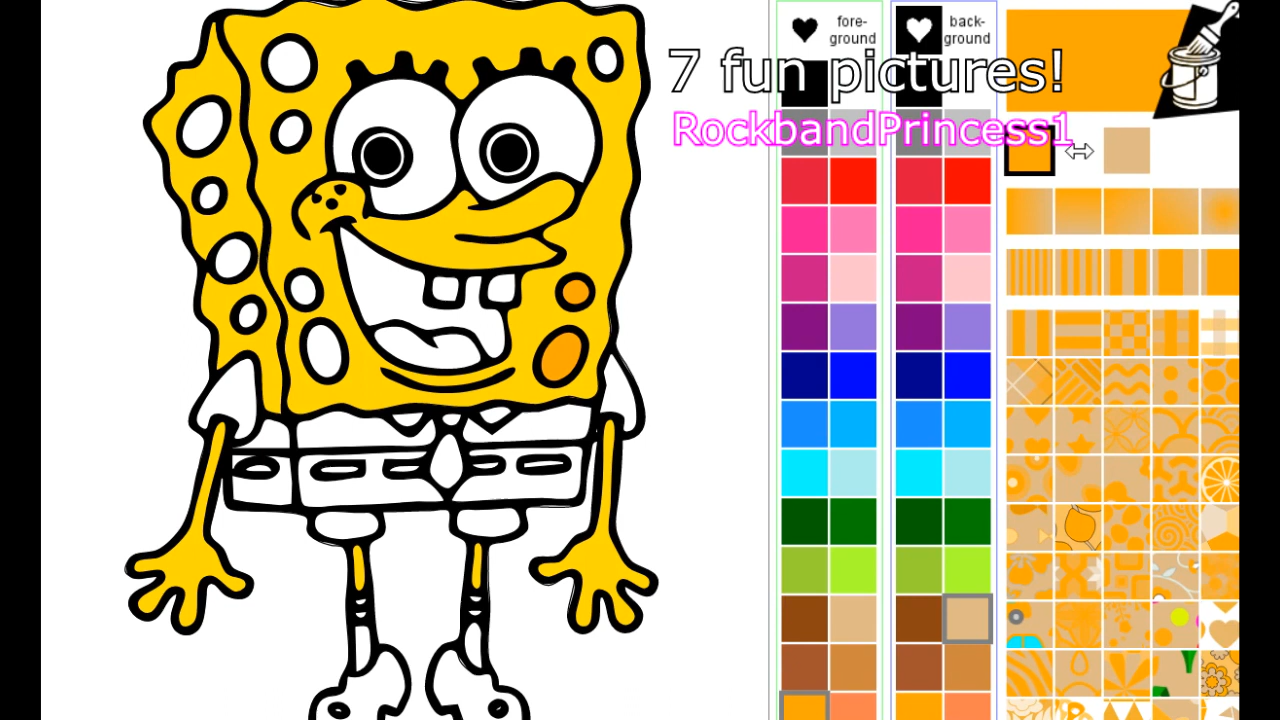 fore-
ground
back-
ground
7 fun pictures!
RockbandPrincess1